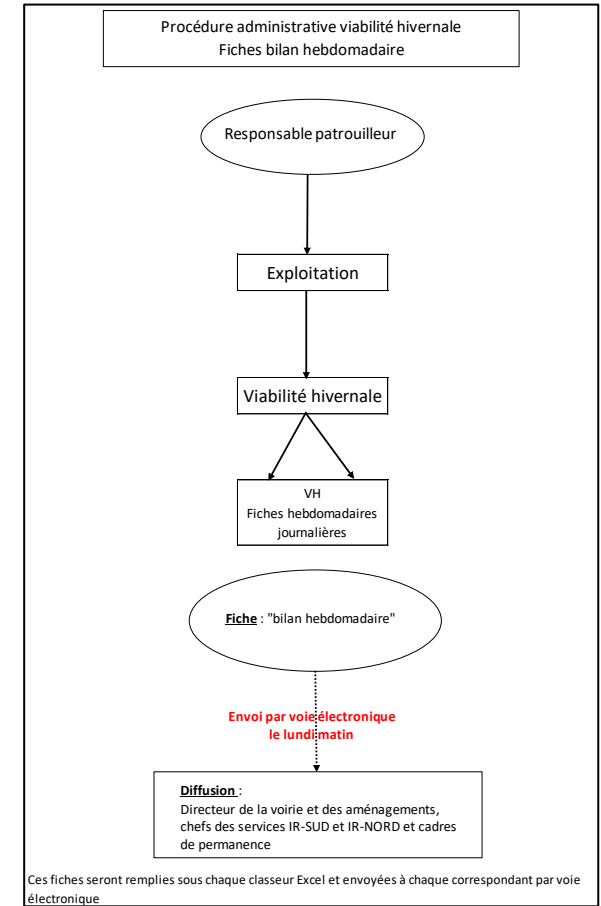 Procédure administrative viabilité hivernale
Fiches bilan hebdomadaire
Responsable patrouilleur
Exploitation
Viabilité hivernale
VH
Fiches hebdomadaires
journalières
Fiche : "bilan hebdomadaire"
Envoi par voie électronique
le lundi matin
Diffusion :
Directeur de la voirie et des aménagements,
chefs des services IR-SUD et IR-NORD et cadres
de permanence
Ces fiches seront remplies sous chaque classeur Excel et envoyées à chaque correspondant par voie
électronique